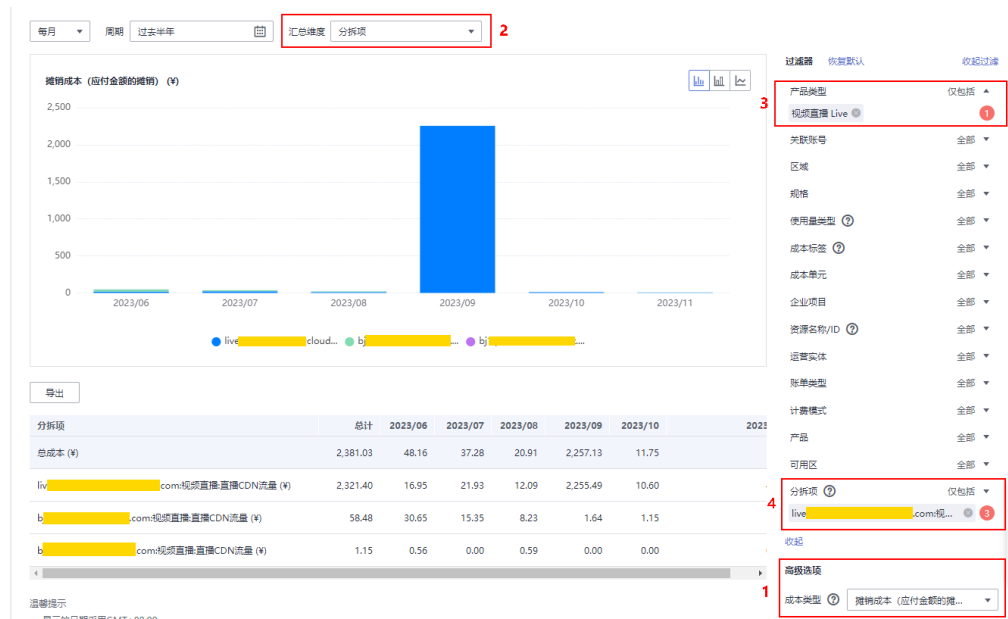 每月 周期 过去半年 汇总维度 分拆项 2
摊销成本（应付金额的摊销）(¥)
2,500
2,000
1,500
1,000
500
0
2023/06 2023/07 2023/08 2023/09 2023/10 2023/11
live cloud... bj ... bj ...
导出
分拆项 总计 2023/06 2023/07 2023/08 2023/09 2023/10 2023
总成本 (¥) 2,381.03 48.16 37.28 20.91 2,257.13 11.75
liv com:视频直播:直播CDN流量 (¥) 2,321.40 16.95 21.93 12.09 2,255.49 10.60
b .com:视频直播:直播CDN流量 (¥) 58.48 30.65 15.35 8.23 1.64 1.15
b com:视频直播:直播CDN流量 (¥) 1.15 0.56 0.00 0.59 0.00 0.00
温馨提示
过滤器 恢复默认 收起过滤
3 产品类型 仅包括
视频直播 Live 1
关联账号 全部
区域 全部
规格 全部
使用量类型 ? 全部
成本标签 ? 全部
成本单元 全部
企业项目 全部
资源名称/ID ? 全部
运营实体 全部
账单类型 全部
计费模式 全部
产品 全部
可用区 全部
4 分拆项 ? 仅包括
live .com:视... 3
收起
高级选项
1 成本类型 ? 摊销成本（应付金额的摊...